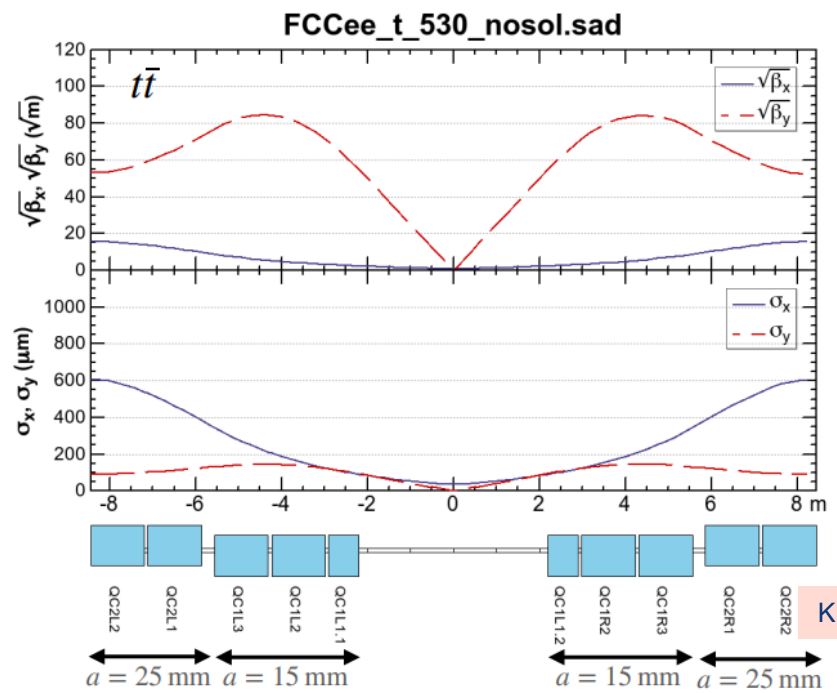 FCCee_t_530_nosol.sad
120
100
80
60
40
20
0
√βx, √βy (√m)
tt̄
√βx
√βy
1000
800
600
400
200
0
σx, σy (µm)
σx
σy
-8 -6 -4 -2 0 2 4 6 8 m
QC2L2 QC2L1 QC1L3 QC1L2 QC1L1.1 QC1L1.2 QC1R2 QC1R3 QC2R1 QC2R2
K
a = 25 mm a = 15 mm a = 15 mm a = 25 mm